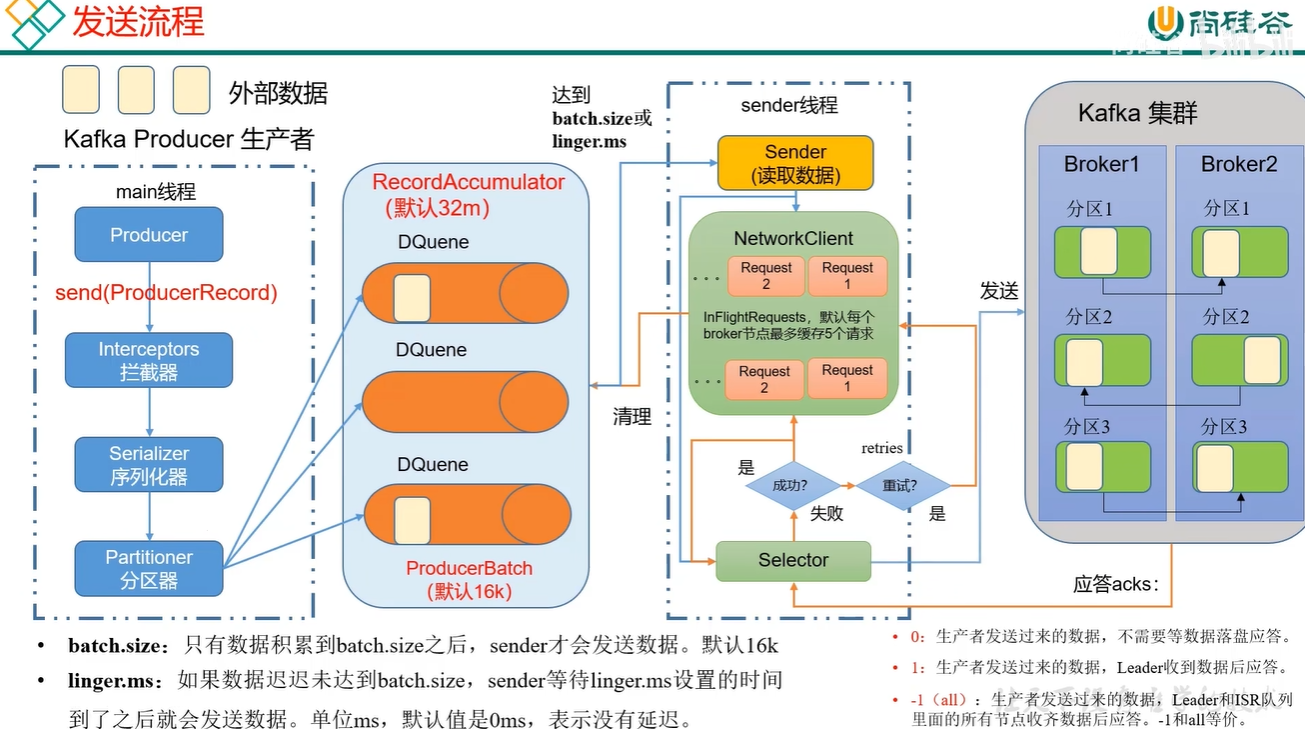 发送流程
尚硅谷
bilibili
外部数据
Kafka Producer 生产者
main线程
Producer
send(ProducerRecord)
Interceptors
拦截器
Serializer
序列化器
Partitioner
分区器
RecordAccumulator
（默认32m）
DQuene
DQuene
DQuene
ProducerBatch
（默认16k）
达到
batch.size或
linger.ms
清理
sender线程
Sender
(读取数据)
NetworkClient
...
Request
2
Request
1
InFlightRequests，默认每个
broker节点最多缓存5个请求
...
Request
2
Request
1
retries
是
成功？
失败
重试？
是
Selector
发送
Kafka 集群
Broker1
Broker2
分区1
分区1
分区2
分区2
分区3
分区3
应答acks：
• batch.size：只有数据积累到batch.size之后，sender才会发送数据。默认16k
• linger.ms：如果数据迟迟未达到batch.size，sender等待linger.ms设置的时间
到了之后就会发送数据。单位ms，默认值是0ms，表示没有延迟。
• 0：生产者发送过来的数据，不需要等数据落盘应答。
• 1：生产者发送过来的数据，Leader收到数据后应答。
• -1（all）：生产者发送过来的数据，Leader和ISR队列
里面的所有节点收齐数据后应答。-1和all等价。